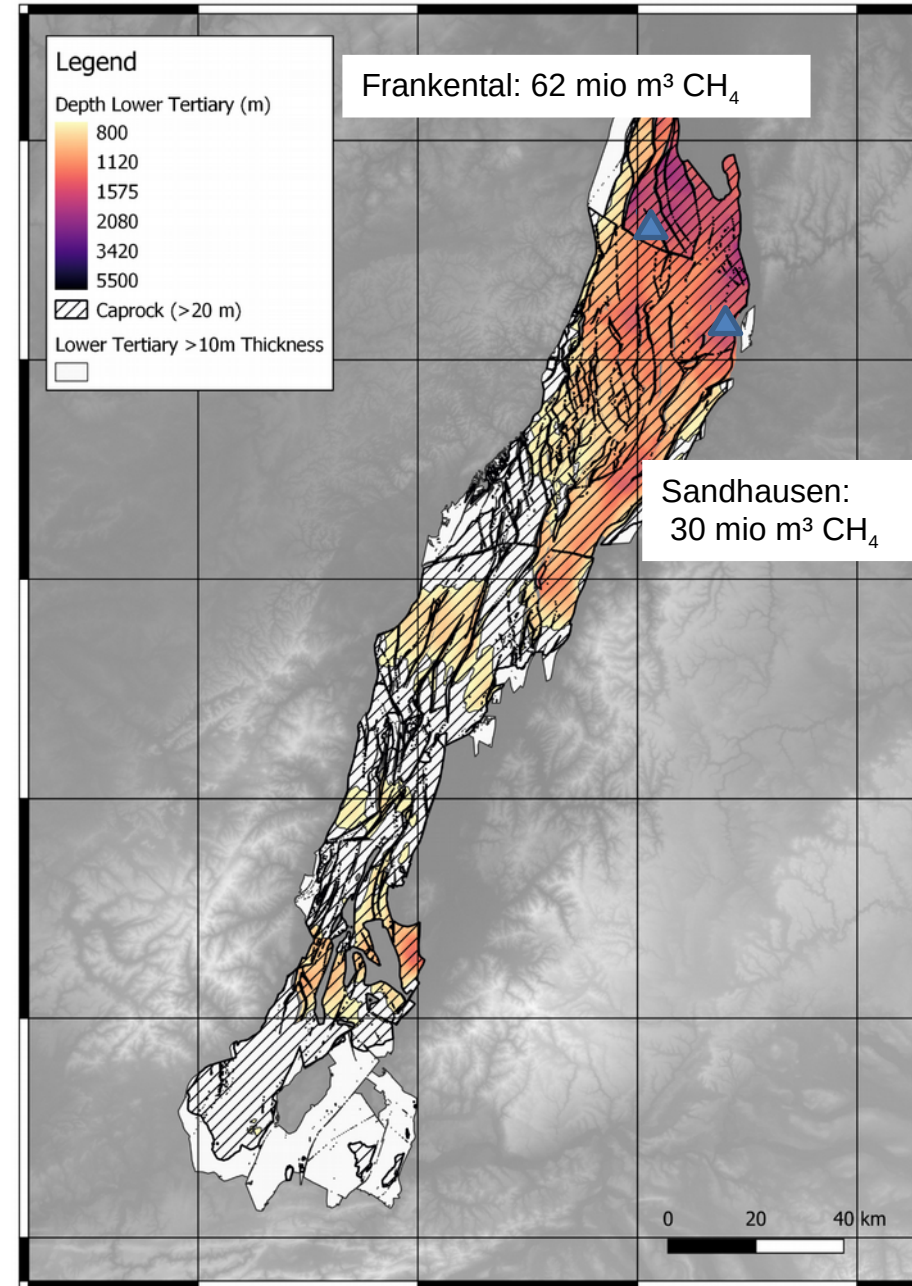 Legend
Depth Lower Tertiary (m)
800
1120
1575
2080
3420
5500
Caprock (>20 m)
Lower Tertiary >10m Thickness
Frankental: 62 mio m³ CH₄
Sandhausen:
30 mio m³ CH₄
0 20 40 km